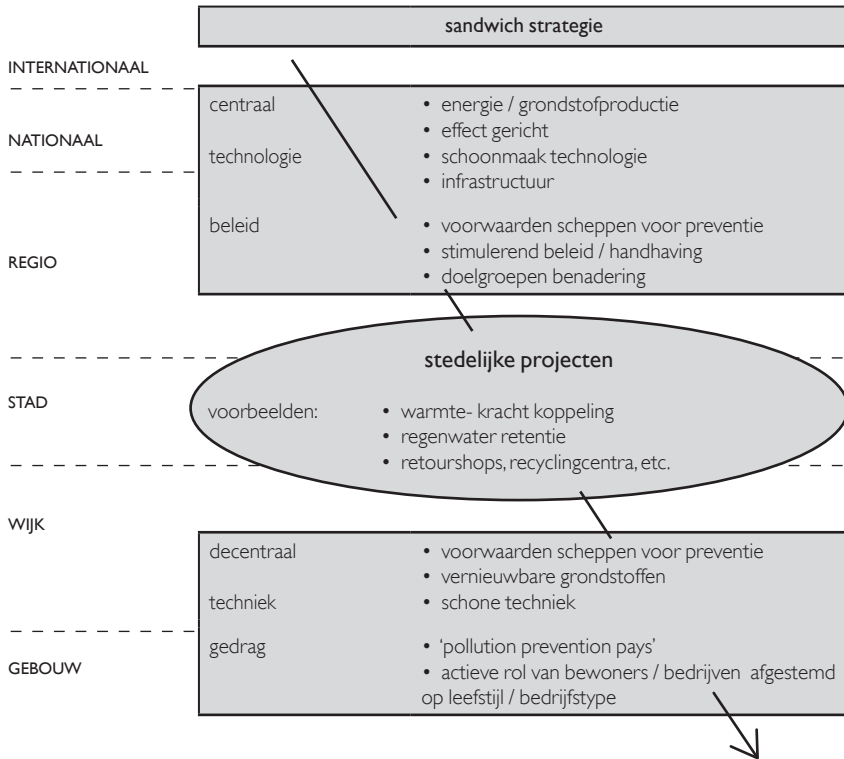 sandwich strategie
INTERNATIONAAL
centraal • energie / grondstofproductie
• effect gericht
NATIONAAL
technologie • schoonmaak technologie
• infrastructuur
beleid • voorwaarden scheppen voor preventie
• stimulerend beleid / handhaving
REGIO
• doelgroepen benadering
stedelijke projecten
STAD
voorbeelden: • warmte- kracht koppeling
• regenwater retentie
• retourshops, recyclingcentra, etc.
WIJK
decentraal • voorwaarden scheppen voor preventie
• vernieuwbare grondstoffen
techniek • schone techniek
gedrag • ‘pollution prevention pays’
GEBOUW
• actieve rol van bewoners / bedrijven afgestemd
op leefstijl / bedrijfstype